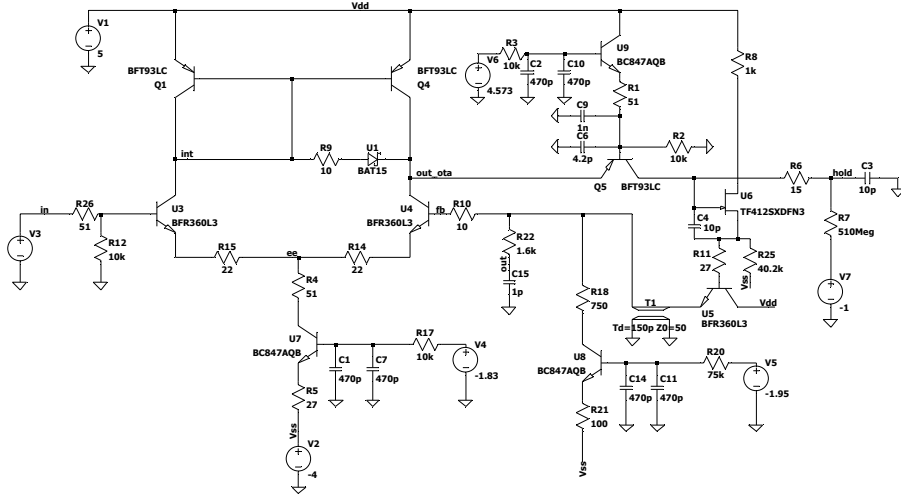 Vdd
V1
5
BFT93LC
Q1
BFT93LC
Q4
V6
4.573
R3
10k
C2
470p
C10
470p
U9
BC847AQB
R1
51
R8
1k
C9
1n
C6
4.2p
R2
10k
int
R9
10
U1
BAT15
out_ota
Q5
BFT93LC
U6
TF412SXDFN3
R6
15
hold
C3
10p
in
R26
51
V3
R12
10k
U3
BFR360L3
U4
BFR360L3
fb
R10
10
C4
10p
R7
510Meg
R15
22
ee
R14
22
R22
1.6k
out
C15
1p
R11
27
R25
40.2k
Vss
V7
-1
R4
51
R18
750
T1
Td=150p Z0=50
U5
BFR360L3
Vdd
U7
BC847AQB
R17
10k
V4
-1.83
C1
470p
C7
470p
U8
BC847AQB
R20
75k
V5
-1.95
C14
470p
C11
470p
R5
27
Vss
R21
100
Vss
V2
-4